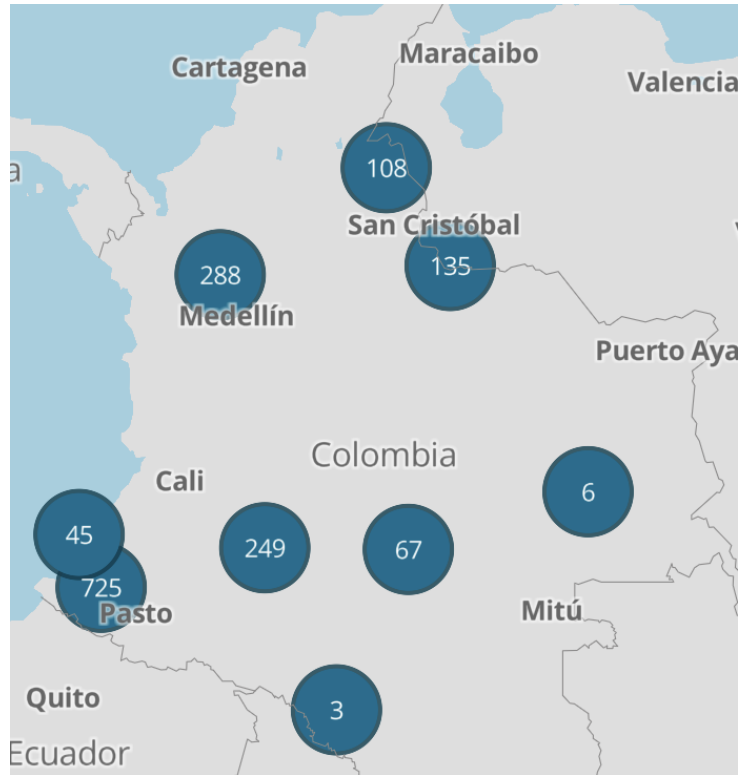 Maracaibo
Cartagena
Valencia
108
a
San Cristóbal
135
288
Medellín
Puerto Aya
Colombia
Cali
6
45
249
67
725
Pasto
Mitú
Quito
3
Ecuador